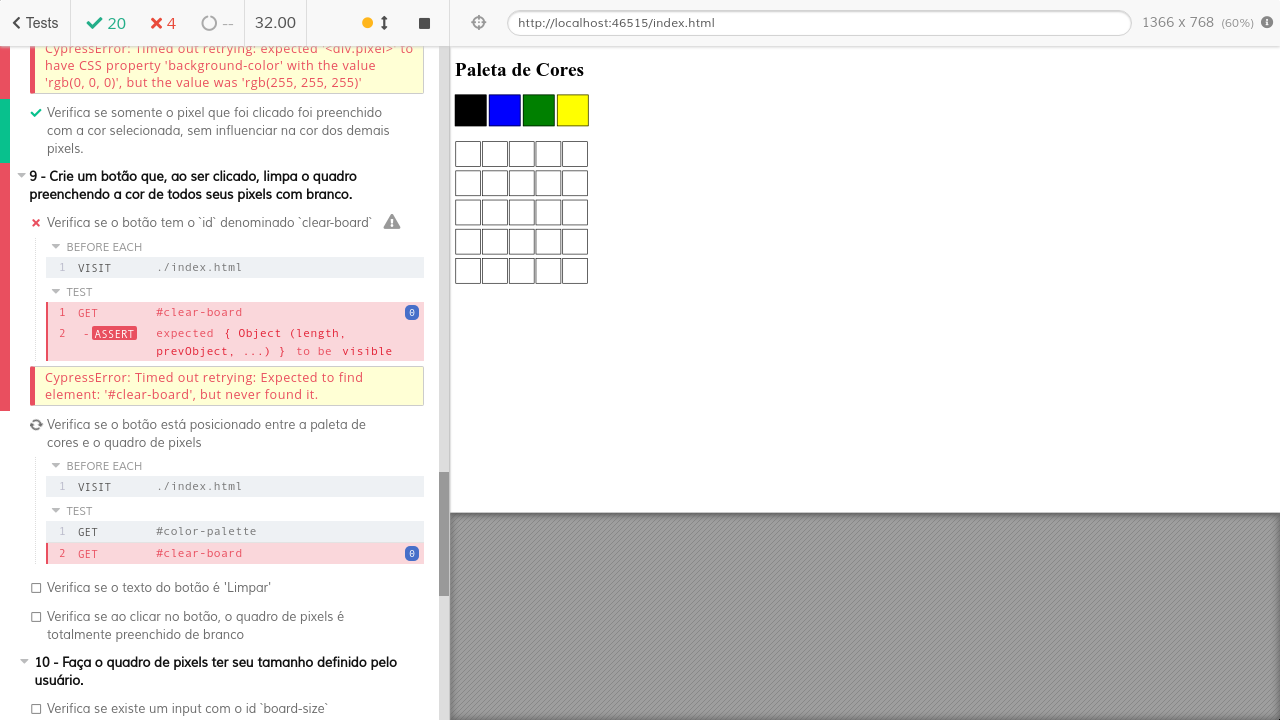 Tests
20
4
--
32.00
http://localhost:46515/index.html
1366 x 768 (60%)
CypressError: Timed out retrying: expected '<div.pixel>' to
have CSS property 'background-color' with the value
'rgb(0, 0, 0)', but the value was 'rgb(255, 255, 255)'
Verifica se somente o pixel que foi clicado foi preenchido
com a cor selecionada, sem influenciar na cor dos demais
pixels.
9 - Crie um botão que, ao ser clicado, limpa o quadro
preenchendo a cor de todos seus pixels com branco.
Verifica se o botão tem o `id` denominado `clear-board`
BEFORE EACH
1 VISIT ./index.html
TEST
1 GET #clear-board 0
2 - ASSERT expected { Object (length,
prevObject, ...) } to be visible
CypressError: Timed out retrying: Expected to find
element: '#clear-board', but never found it.
Verifica se o botão está posicionado entre a paleta de
cores e o quadro de pixels
BEFORE EACH
1 VISIT ./index.html
TEST
1 GET #color-palette
2 GET #clear-board 0
Verifica se o texto do botão é 'Limpar'
Verifica se ao clicar no botão, o quadro de pixels é
totalmente preenchido de branco
10 - Faça o quadro de pixels ter seu tamanho definido pelo
usuário.
Verifica se existe um input com o id `board-size`
Paleta de Cores